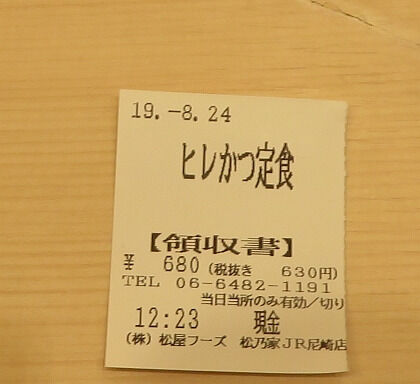 19.-8.24
ヒレかつ定食
【領収書】
¥ 680(税抜き 630円)
TEL 06-6482-1191
当日当所のみ有効/切り
12:23 現金
(株)松屋フーズ 松乃家JR尼崎店